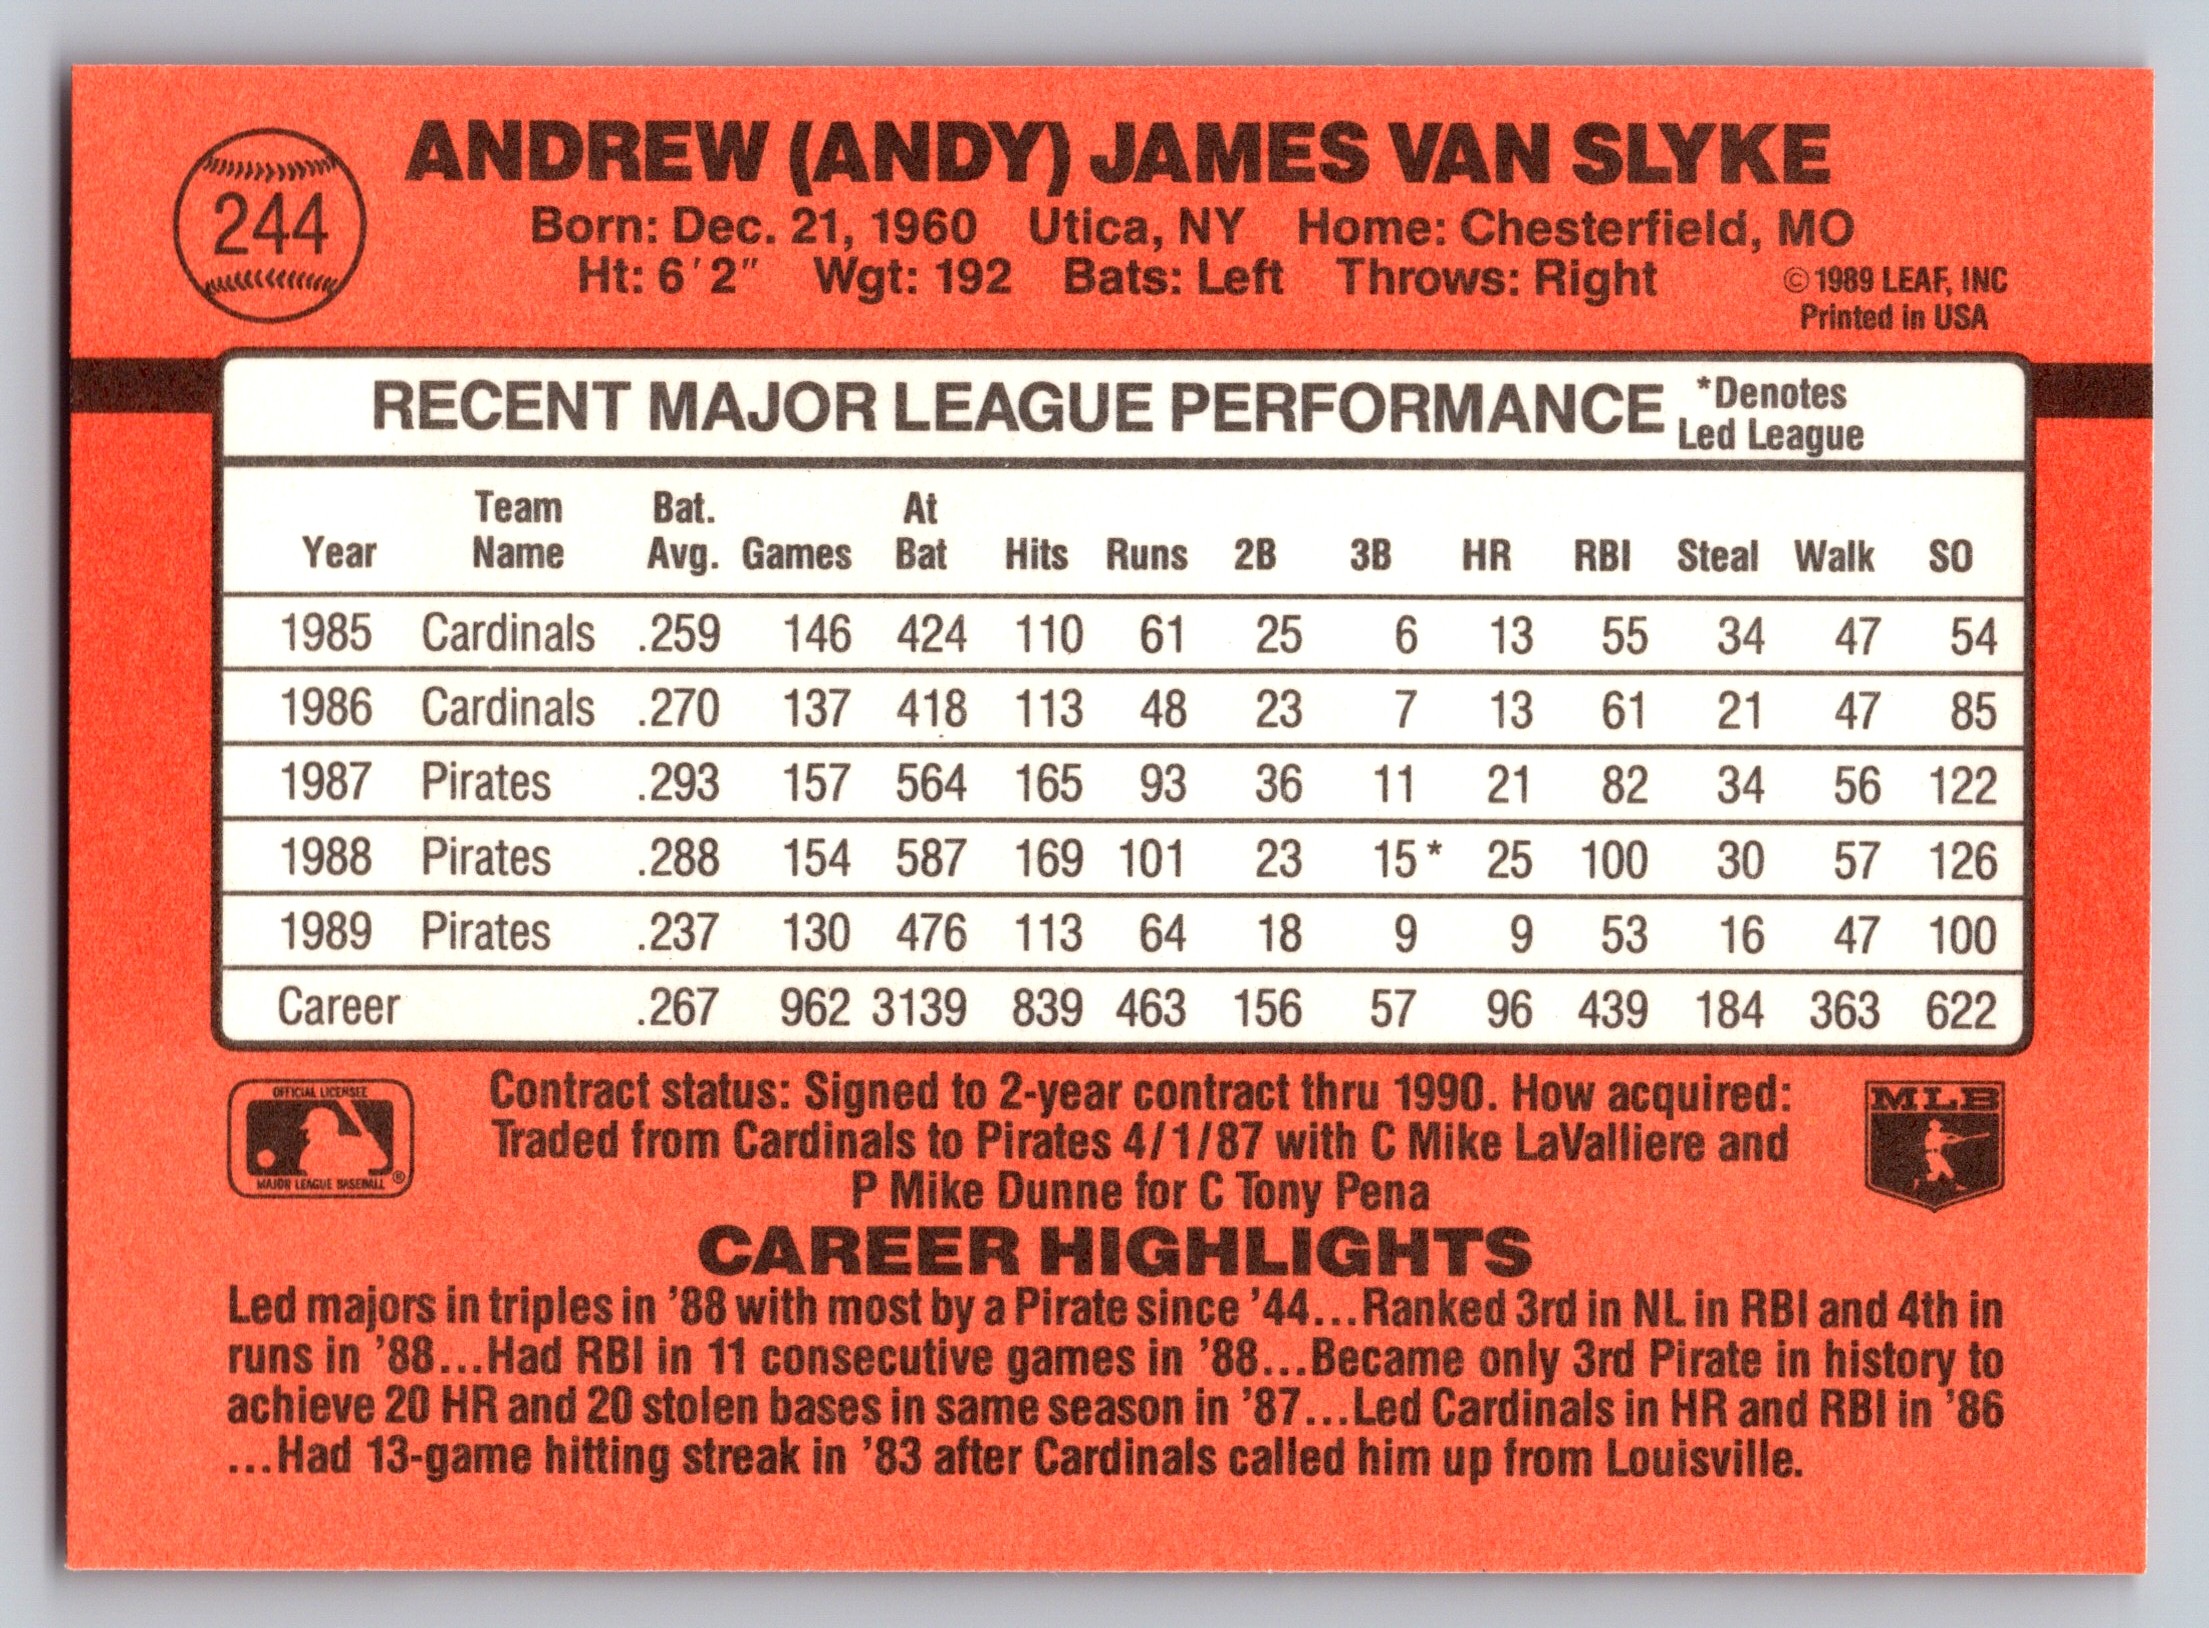 244
ANDREW (ANDY) JAMES VAN SLYKE
Born: Dec. 21, 1960 Utica, NY Home: Chesterfield, MO
Ht: 6'2" Wgt: 192 Bats: Left Throws: Right
©1989 LEAF, INC
Printed in USA
RECENT MAJOR LEAGUE PERFORMANCE
*Denotes
Led League
Year Team Name Bat. Avg. Games At Bat Hits Runs 2B 3B HR RBI Steal Walk SO
1985 Cardinals .259 146 424 110 61 25 6 13 55 34 47 54
1986 Cardinals .270 137 418 113 48 23 7 13 61 21 47 85
1987 Pirates .293 157 564 165 93 36 11 21 82 34 56 122
1988 Pirates .288 154 587 169 101 23 15* 25 100 30 57 126
1989 Pirates .237 130 476 113 64 18 9 9 53 16 47 100
Career .267 962 3139 839 463 156 57 96 439 184 363 622
OFFICIAL LICENSEE
MAJOR LEAGUE BASEBALL ®
Contract status: Signed to 2-year contract thru 1990. How acquired:
Traded from Cardinals to Pirates 4/1/87 with C Mike LaValliere and
P Mike Dunne for C Tony Pena
MLB
CAREER HIGHLIGHTS
Led majors in triples in '88 with most by a Pirate since '44...Ranked 3rd in NL in RBI and 4th in
runs in '88...Had RBI in 11 consecutive games in '88...Became only 3rd Pirate in history to
achieve 20 HR and 20 stolen bases in same season in '87...Led Cardinals in HR and RBI in '86
...Had 13-game hitting streak in '83 after Cardinals called him up from Louisville.